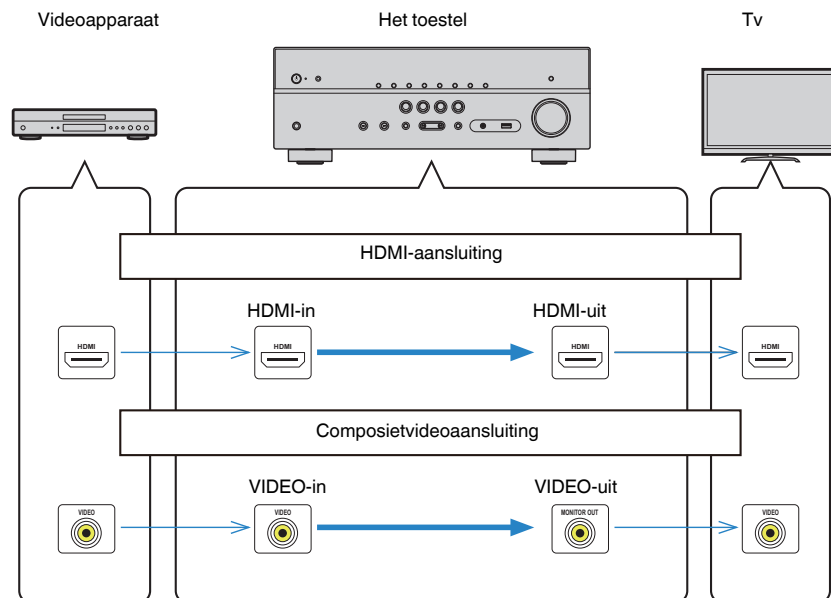 Videoapparaat
Het toestel
Tv
HDMI-aansluiting
HDMI-in
HDMI-uit
HDMI
HDMI
HDMI
HDMI
Composietvideoaansluiting
VIDEO-in
VIDEO-uit
VIDEO
VIDEO
MONITOR OUT
VIDEO